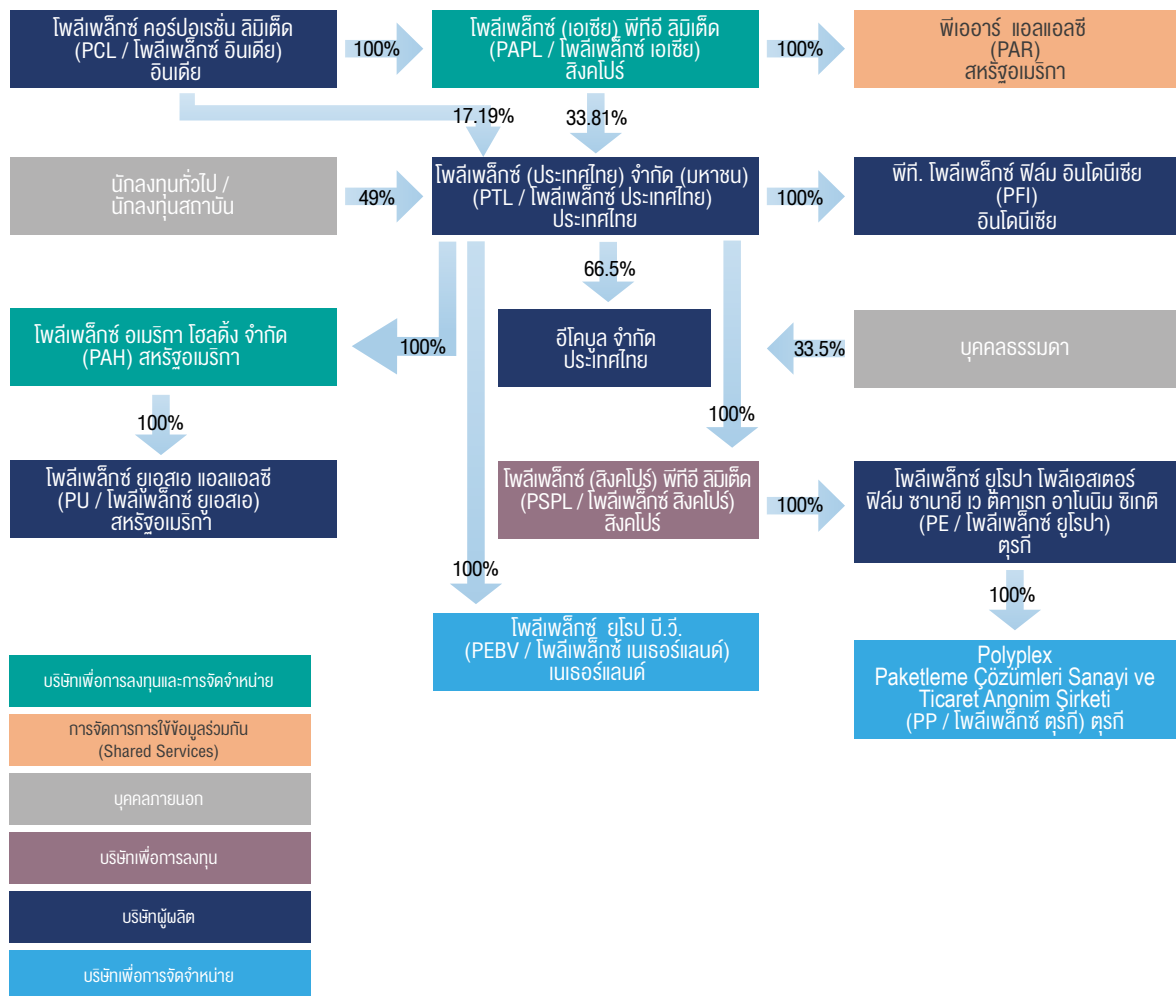 โพลีเพล็กซ์ คอร์ปอเรชั่น ลิมิเต็ด
(PCL / โพลีเพล็กซ์ อินเดีย)
อินเดีย
100%
โพลีเพล็กซ์ (เอเซีย) พีทีอี ลิมิเต็ด
(PAPL / โพลีเพล็กซ์ เอเซีย)
สิงคโปร์
100%
พีเออาร์ แอลแอลซี
(PAR)
สหรัฐอเมริกา
17.19%
33.81%
นักลงทุนทั่วไป /
นักลงทุนสถาบัน
49%
โพลีเพล็กซ์ (ประเทศไทย) จำกัด (มหาชน)
(PTL / โพลีเพล็กซ์ ประเทศไทย)
ประเทศไทย
100%
พีที. โพลีเพล็กซ์ ฟิล์ม อินโดนีเซีย
(PFI)
อินโดนีเซีย
66.5%
โพลีเพล็กซ์ อเมริกา โฮลดิ้ง จำกัด
(PAH) สหรัฐอเมริกา
100%
อีโคบูล จำกัด
ประเทศไทย
33.5%
บุคคลธรรมดา
100%
100%
โพลีเพล็กซ์ ยูเอสเอ แอลแอลซี
(PU / โพลีเพล็กซ์ ยูเอสเอ)
สหรัฐอเมริกา
โพลีเพล็กซ์ (สิงคโปร์) พีทีอี ลิมิเต็ด
(PSPL / โพลีเพล็กซ์ สิงคโปร์)
สิงคโปร์
100%
โพลีเพล็กซ์ ยูโรปา โพลีเอสเตอร์
ฟิล์ม ซานายี เว ติคาเรท อาโนนิม ซิเกติ
(PE / โพลีเพล็กซ์ ยูโรปา)
ตุรกี
100%
100%
โพลีเพล็กซ์ ยุโรป บี.วี.
(PEBV / โพลีเพล็กซ์ เนเธอร์แลนด์)
เนเธอร์แลนด์
Polyplex
Paketleme Çözümleri Sanayi ve
Ticaret Anonim Şirketi
(PP / โพลีเพล็กซ์ ตุรกี) ตุรกี
บริษัทเพื่อการลงทุนและการจัดจำหน่าย
การจัดการการใช้ข้อมูลร่วมกัน
(Shared Services)
บุคคลภายนอก
บริษัทเพื่อการลงทุน
บริษัทผู้ผลิต
บริษัทเพื่อการจัดจำหน่าย